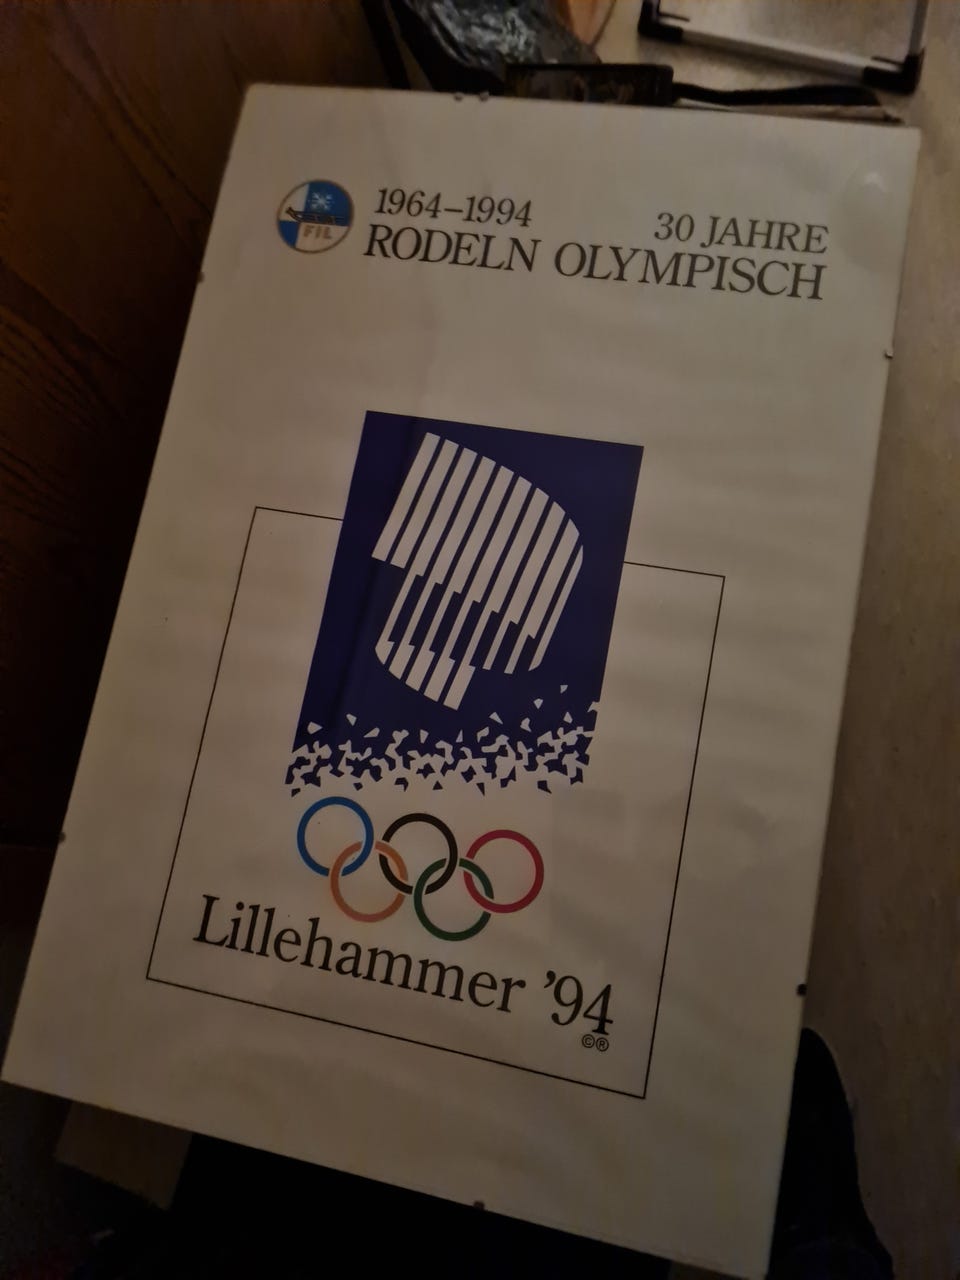 FIL
1964–1994 30 JAHRE
RODELN OLYMPISCH
Lillehammer ’94
©®